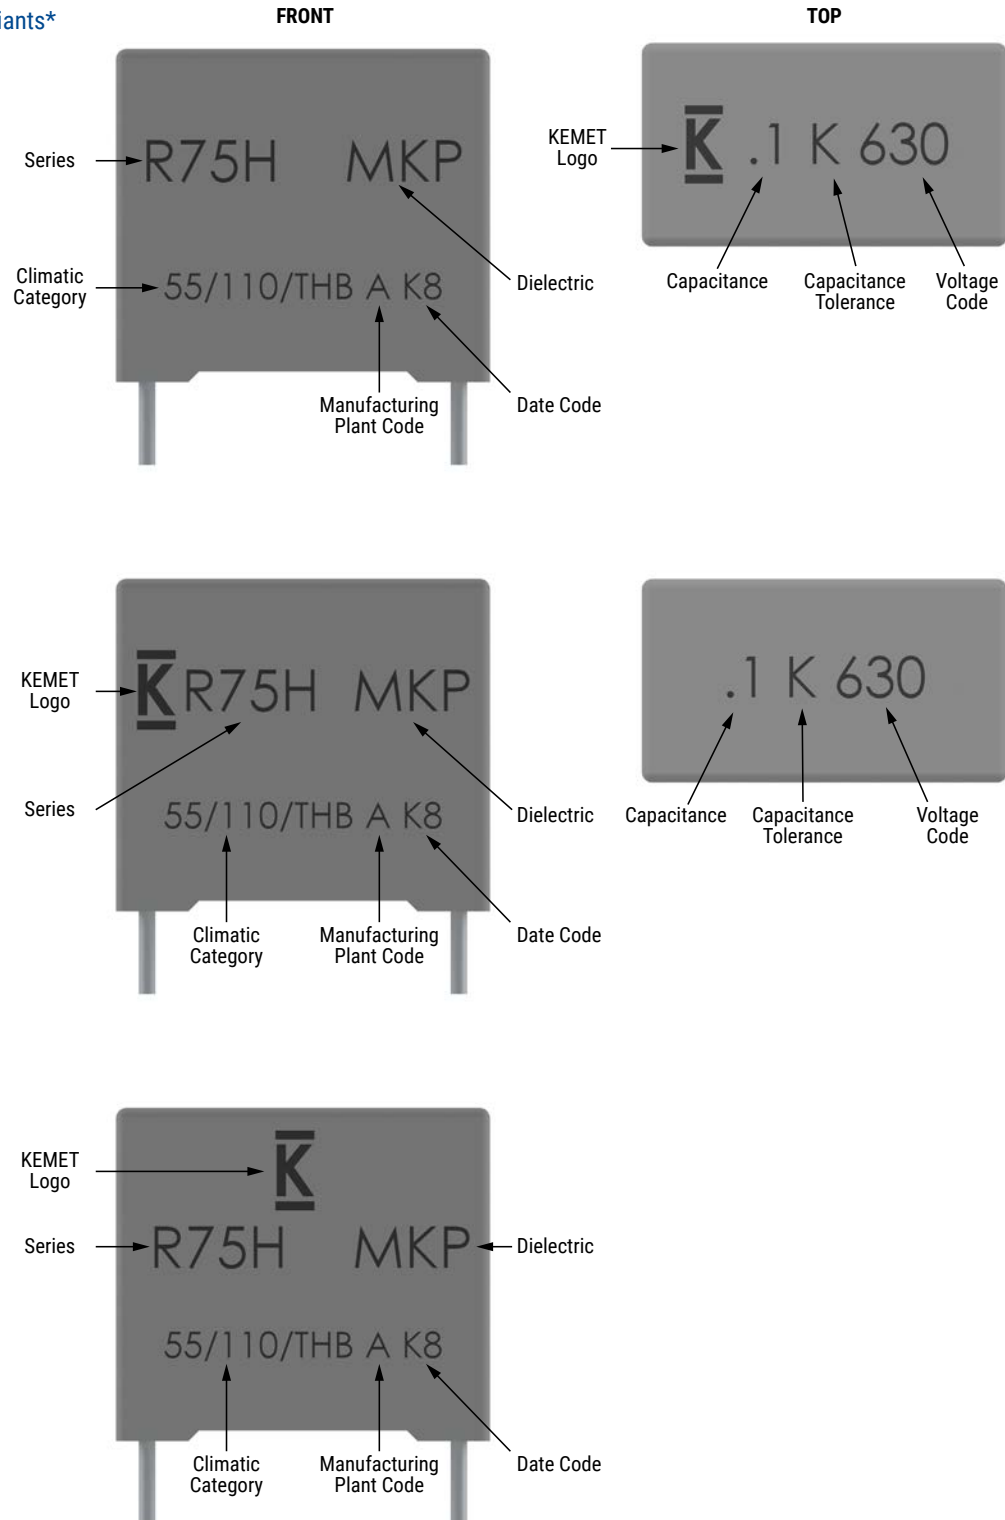 iants*
FRONT
TOP
R75H MKP
55/110/THB A K8
Series
Climatic
Category
Dielectric
Manufacturing
Plant Code
Date Code
KEMET
Logo
K .1 K 630
Capacitance
Capacitance
Tolerance
Voltage
Code
KEMET
Logo
K R75H MKP
Series
55/110/THB A K8
Dielectric
Climatic
Category
Manufacturing
Plant Code
Date Code
.1 K 630
Capacitance
Capacitance
Tolerance
Voltage
Code
KEMET
Logo
K
Series
R75H MKP
Dielectric
55/110/THB A K8
Climatic
Category
Manufacturing
Plant Code
Date Code